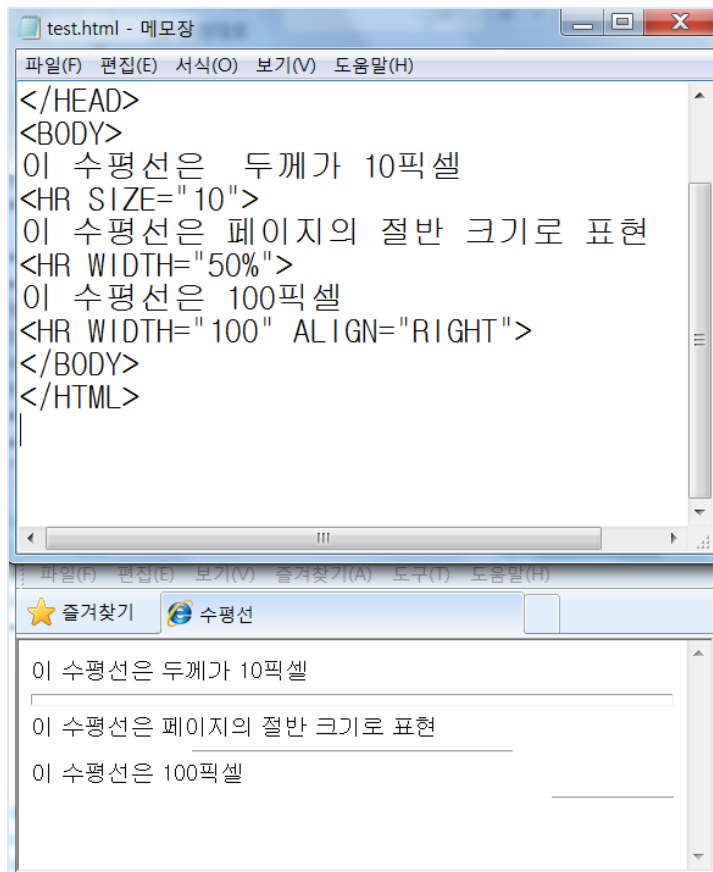 test.html - 메모장
파일(F) 편집(E) 서식(O) 보기(V) 도움말(H)
</HEAD>
<BODY>
이 수평선은  두께가 10픽셀
<HR SIZE="10">
이 수평선은 페이지의 절반 크기로 표현
<HR WIDTH="50%">
이 수평선은 100픽셀
<HR WIDTH="100" ALIGN="RIGHT">
</BODY>
</HTML>
파일(F) 편집(E) 보기(V) 즐겨찾기(A) 도구(T) 도움말(H)
즐겨찾기 수평선
이 수평선은 두께가 10픽셀
이 수평선은 페이지의 절반 크기로 표현
이 수평선은 100픽셀